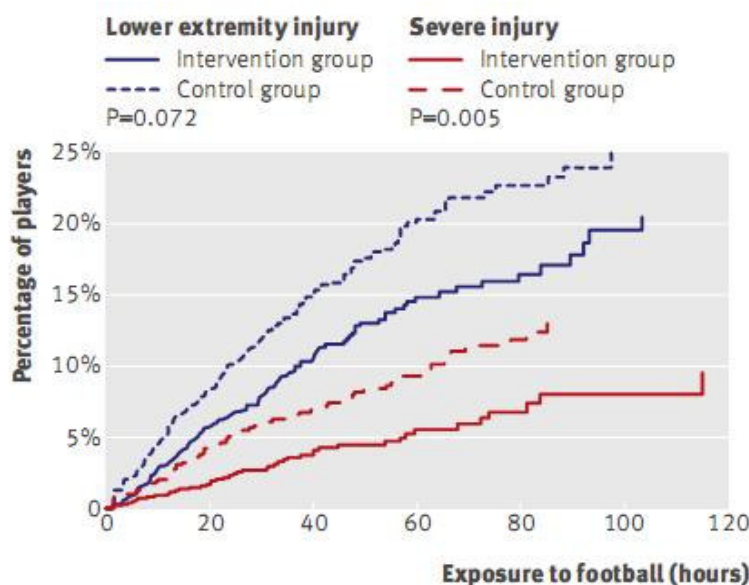 Lower extremity injury
Intervention group
Control group
P=0.072
Severe injury
Intervention group
Control group
P=0.005
Percentage of players
25%
20%
15%
10%
5%
0
0 20 40 60 80 100 120
Exposure to football (hours)